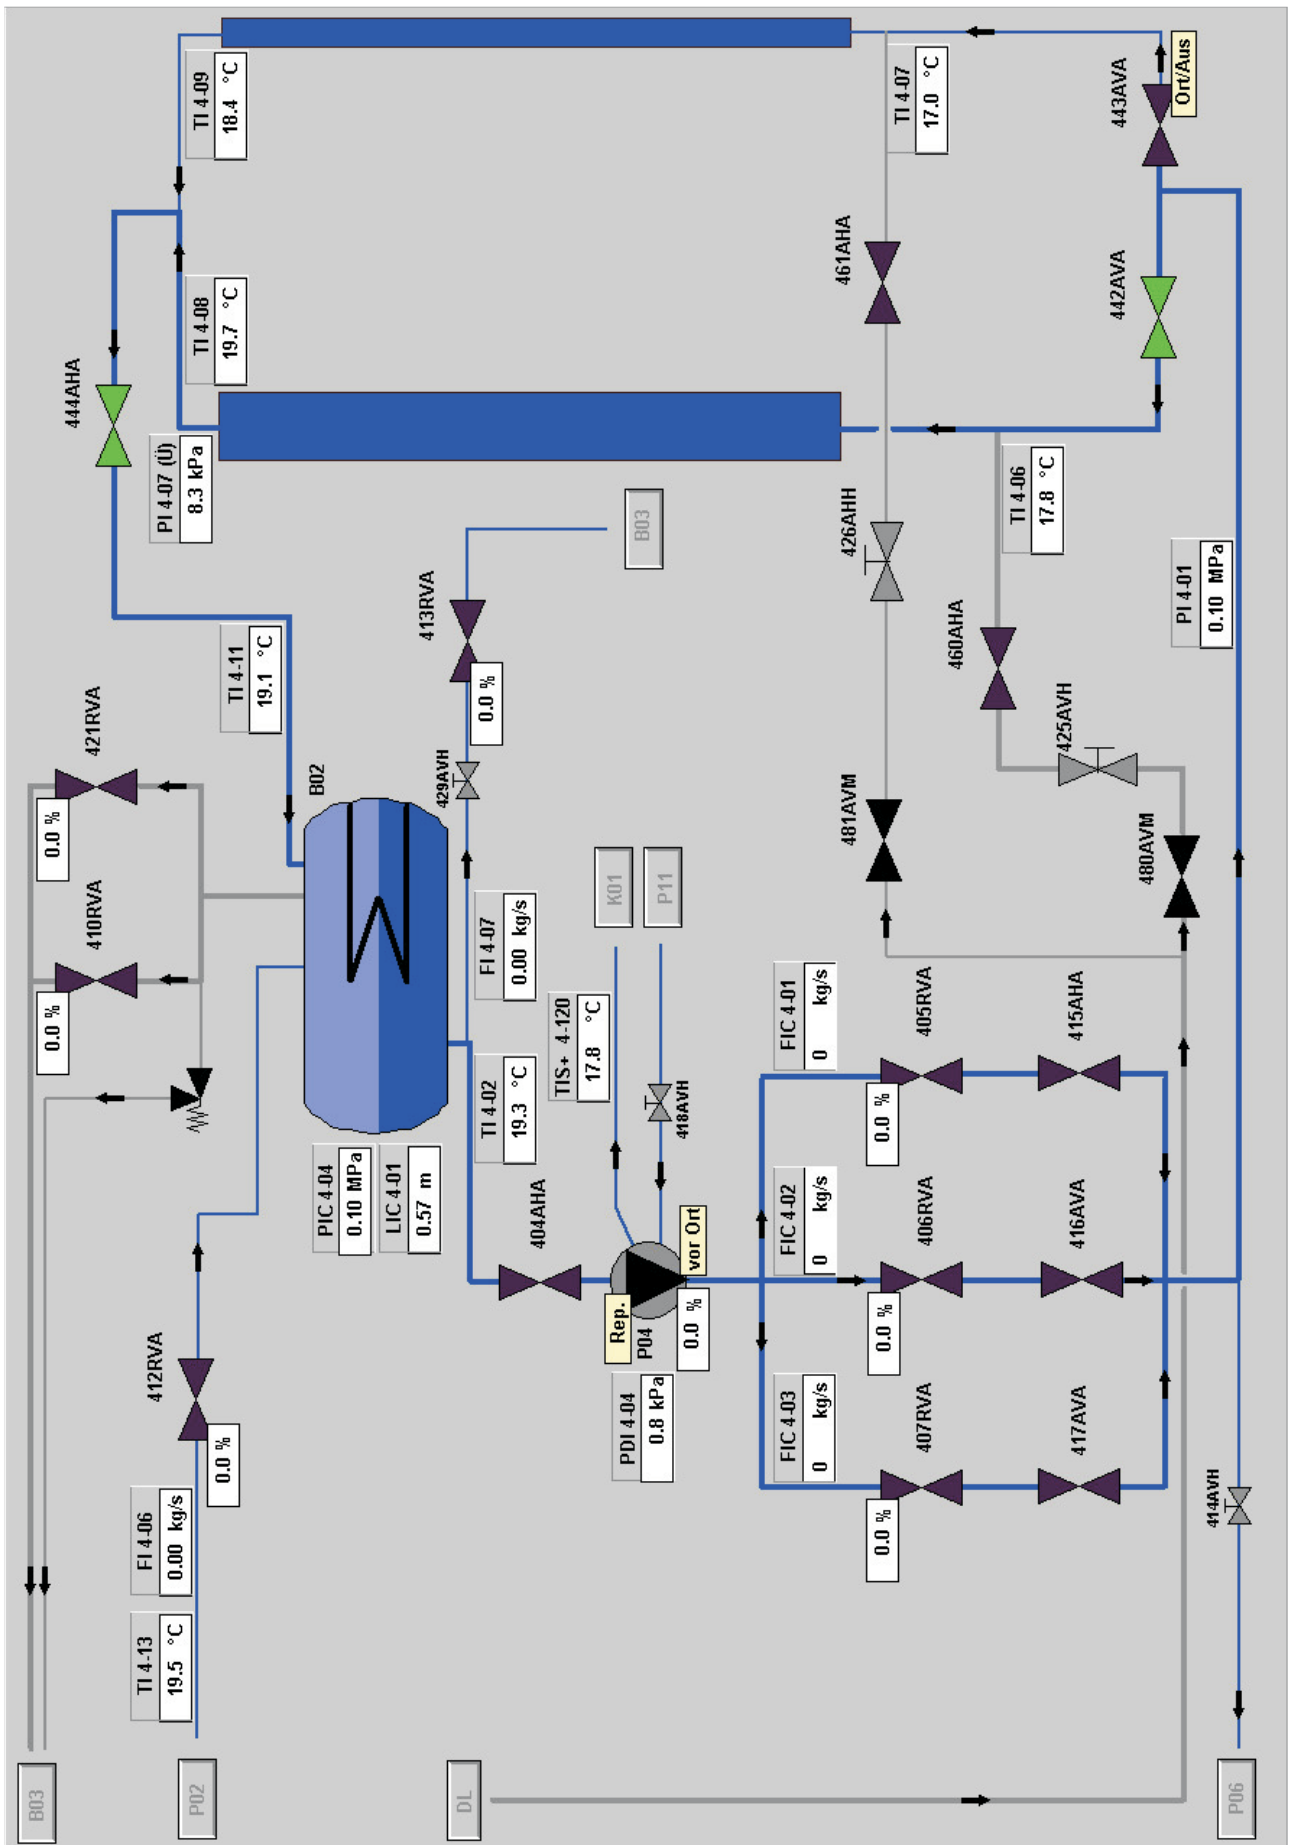 B03
P02
DL
P06
TI 4-13
19.5 °C
FI 4-06
0.00 kg/s
412RVA
0.0 %
410RVA
0.0 %
421RVA
0.0 %
B02
PIC 4-04
0.10 MPa
LIC 4-01
0.57 m
TI 4-11
19.1 °C
444AHA
PI 4-07 (Ü)
8.3 kPa
TI 4-08
19.7 °C
TI 4-09
18.4 °C
TI 4-02
19.3 °C
FI 4-07
0.00 kg/s
429AVH
413RVA
0.0 %
B03
404AHA
Rep.
P04
vor Ort
0.0 %
PDI 4-04
0.8 kPa
TIS+ 4-120
17.8 °C
K01
P11
418AVH
FIC 4-03
0 kg/s
FIC 4-02
0 kg/s
FIC 4-01
0 kg/s
407RVA
0.0 %
406RVA
0.0 %
405RVA
0.0 %
417AVA
416AVA
415AHA
414AVH
481AVM
480AVM
426AHH
425AVH
460AHA
461AHA
TI 4-06
17.8 °C
TI 4-07
17.0 °C
PI 4-01
0.10 MPa
442AVA
443AVA
Ort/Aus